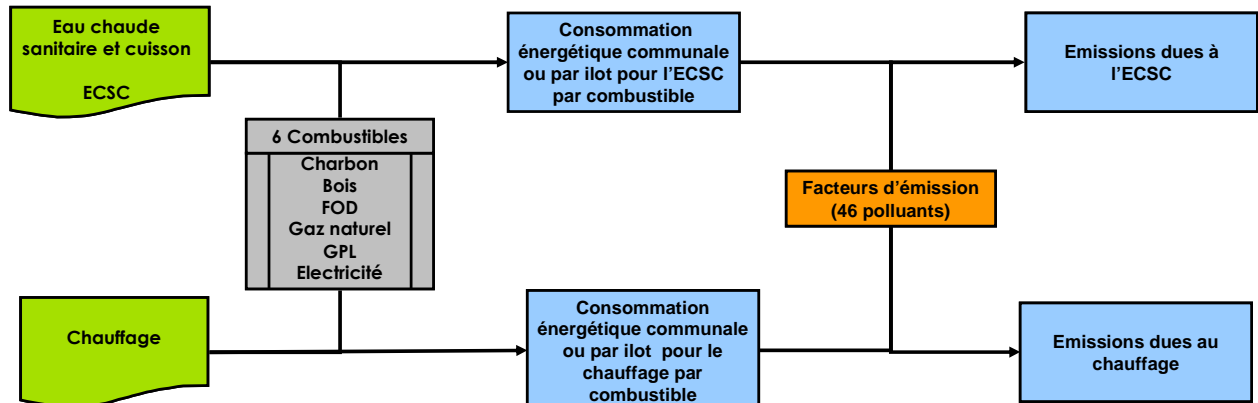 Eau chaude
sanitaire et cuisson
ECSC
Consommation
énergétique communale
ou par ilot pour l'ECSC
par combustible
Emissions dues à
l'ECSC
6 Combustibles
Charbon
Bois
FOD
Gaz naturel
GPL
Electricité
Facteurs d'émission
(46 polluants)
Chauffage
Consommation
énergétique communale
ou par ilot pour le
chauffage par
combustible
Emissions dues au
chauffage